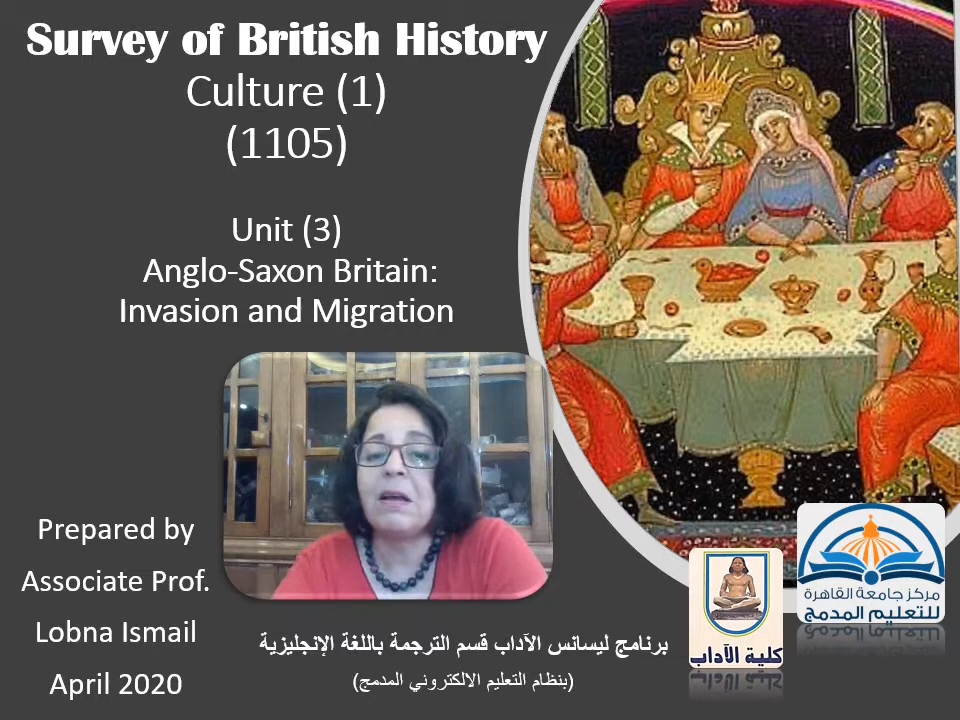 Survey of British History
Culture (1)
(1105)
Unit (3)
Anglo-Saxon Britain:
Invasion and Migration
Prepared by
Associate Prof.
Lobna Ismail
April 2020
برنامج ليسانس الآداب قسم الترجمة باللغة الإنجليزية
(بنظام التعليم الالكتروني المدمج)
كلية الآداب
مركز جامعة القاهرة
للتعليم المدمج